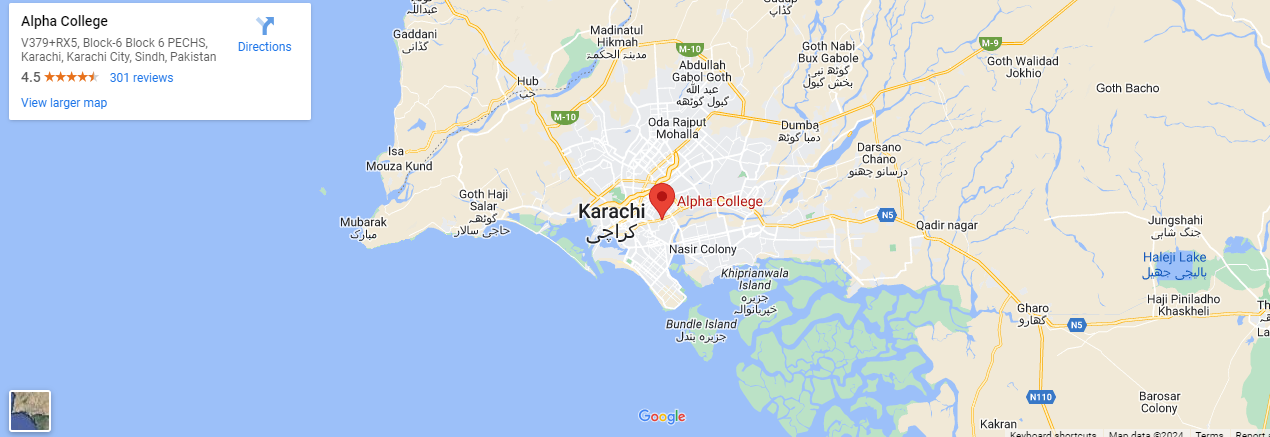 Alpha College
V379+RX5, Block-6 Block 6 PECHS,
Karachi, Karachi City, Sindh, Pakistan
4.5
301 reviews
View larger map
Directions
Gaddani
گڈانی
Madinatul
Hikmah
مدینۃ الحکمۃ
M-10
Goth Nabi
Bux Gabole
گوٹھ نبی
بخش گبول
M-9
Goth Walidad
Jokhio
Goth Bacho
Hub
حب
Abdullah
Gabol Goth
عبد اللہ
گبول گوٹھ
M-10
Oda Rajput
Mohalla
Dumba
دمبا گوٹھ
Darsano
Chano
درسانو چھنو
Isa
Mouza Kund
Goth Haji
Salar
گوٹھ
حاجی سالار
Mubarak
مبارک
Karachi
کراچی
Alpha College
N5
Qadir nagar
Jungshahi
جنگ شاہی
Nasir Colony
Haleji Lake
ہالیجی جھیل
Khiprianwala
Island
جزیرہ
خپریانوالہ
Haji Piniladho
Khaskheli
Gharo
گھارو
N5
Bundle Island
جزیرہ بنڈل
N110
Barosar
Colony
Kakran
Google
Keyboard shortcuts
Map data ©2024
Terms